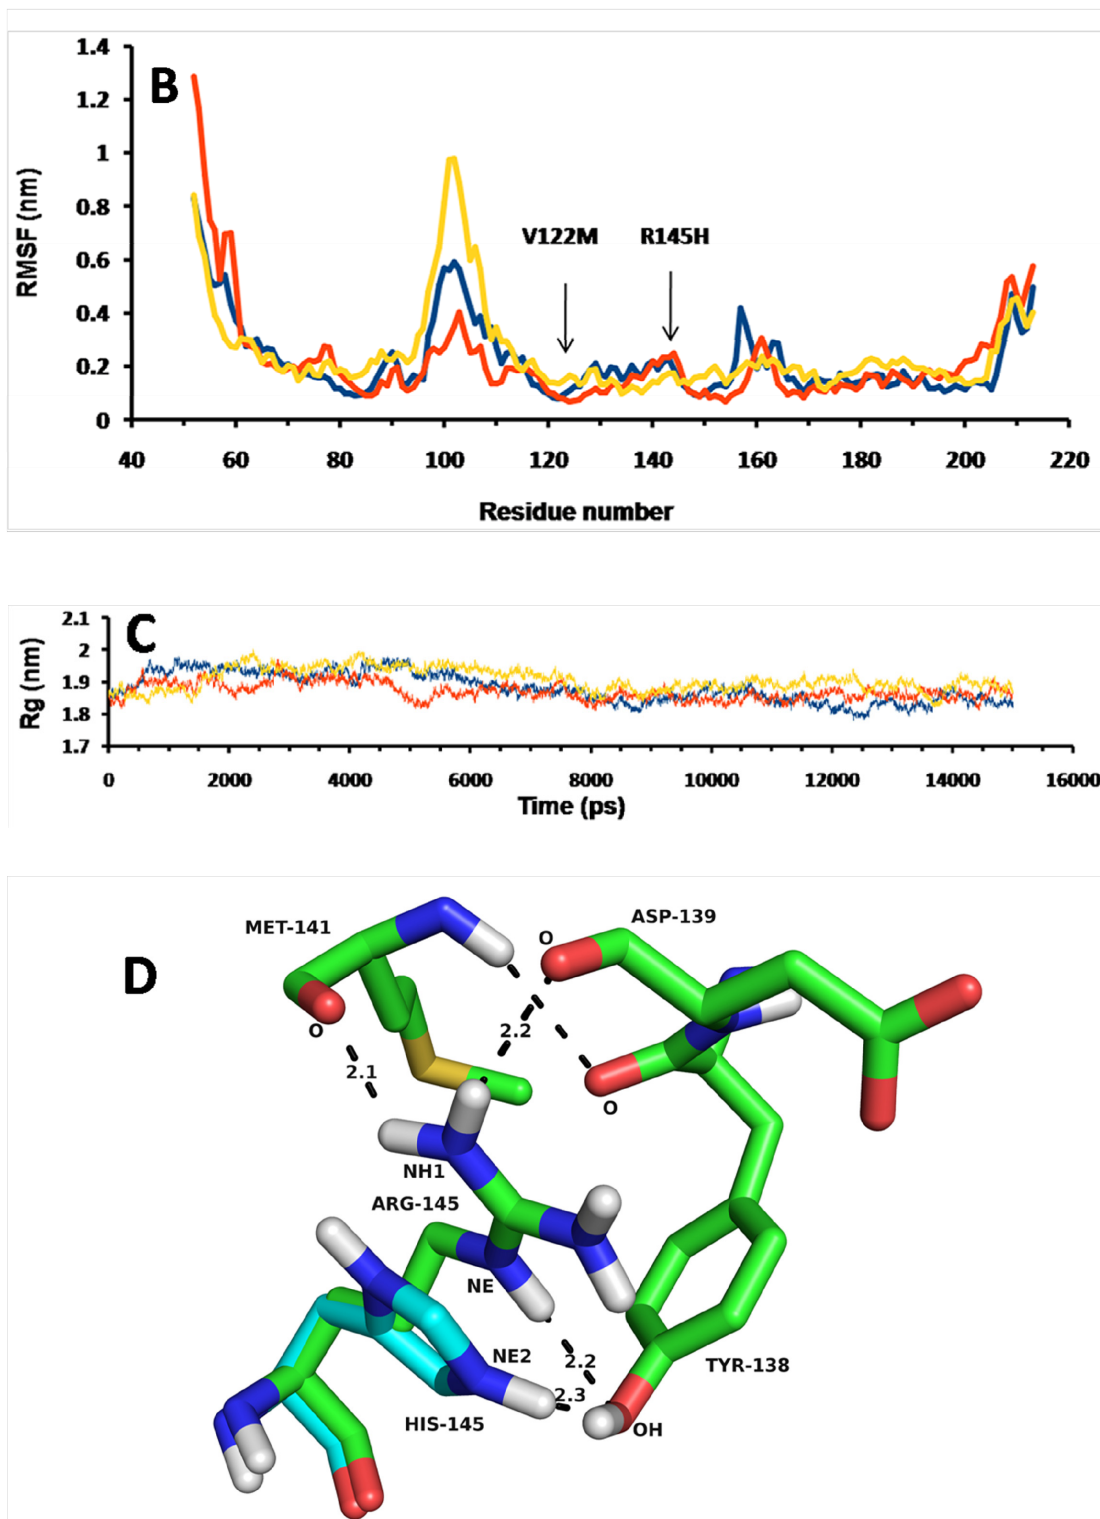 B
RMSF (nm)
1.4
1.2
1
0.8
0.6
0.4
0.2
0
V122M R145H
40 60 80 100 120 140 160 180 200 220
Residue number
C
Rg (nm)
2.1
2
1.9
1.8
1.7
0 2000 4000 6000 8000 10000 12000 14000 16000
Time (ps)
D
MET-141
ASP-139
O
O
2.2
2.1
O
NH1
ARG-145
NE
NE2
2.2
TYR-138
2.3
HIS-145
OH